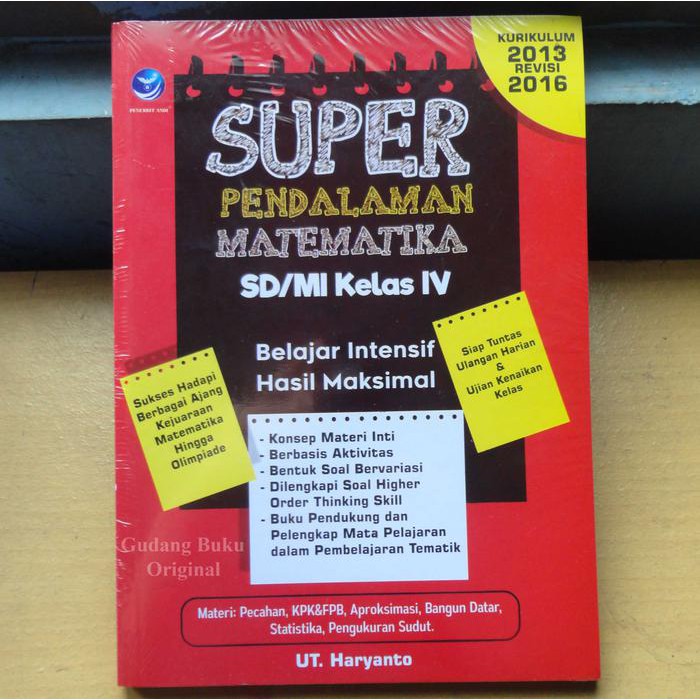 KURIKULUM
2013
REVISI
2016
PENERBIT ANDI
SUPER
PENDALAMAN
MATEMATIKA
SD/MI Kelas IV
Belajar Intensif
Hasil Maksimal
Siap Tuntas
Ulangan Harian
&
Ujian Kenaikan
Kelas
Sukses Hadapi
Berbagai Ajang
Kejuaraan
Matematika
Hingga
Olimpiade
- Konsep Materi Inti
- Berbasis Aktivitas
- Bentuk Soal Bervariasi
- Dilengkapi Soal Higher
Order Thinking Skill
- Buku Pendukung dan
Pelengkap Mata Pelajaran
dalam Pembelajaran Tematik
Gudang Buku
Original
Materi: Pecahan, KPK&FPB, Aproksimasi, Bangun Datar,
Statistika, Pengukuran Sudut.
UT. Haryanto